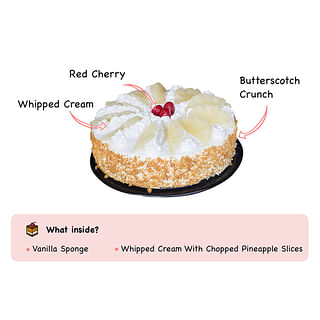 Red Cherry
Butterscotch
Crunch
Whipped Cream
What inside?
• Vanilla Sponge • Whipped Cream With Chopped Pineapple Slices